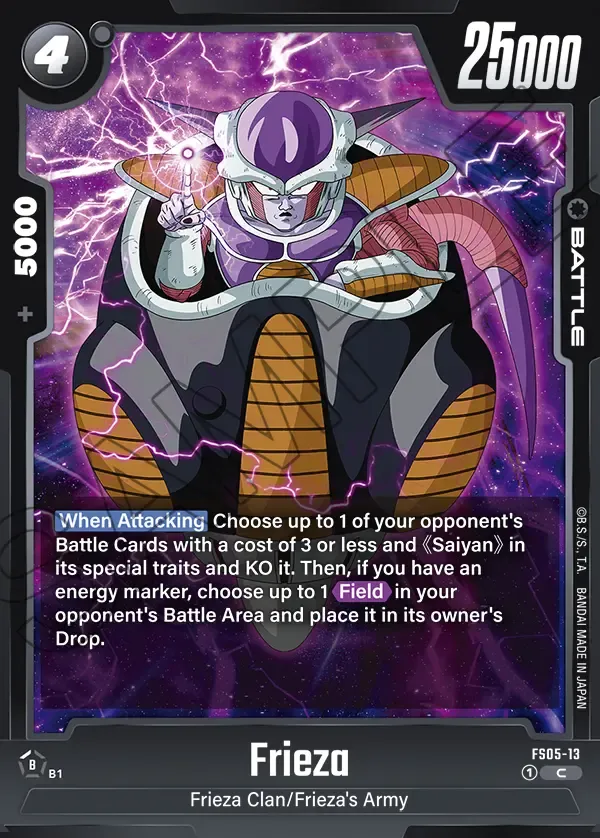 4
25000
+ 5000
BATTLE
SAMPLE
When Attacking Choose up to 1 of your opponent's
Battle Cards with a cost of 3 or less and 《Saiyan》 in
its special traits and KO it. Then, if you have an
energy marker, choose up to 1 Field in your
opponent's Battle Area and place it in its owner's
Drop.
©B.S./S., T.A. BANDAI MADE IN JAPAN
B B1
Frieza
FS05-13
1 C
Frieza Clan/Frieza's Army